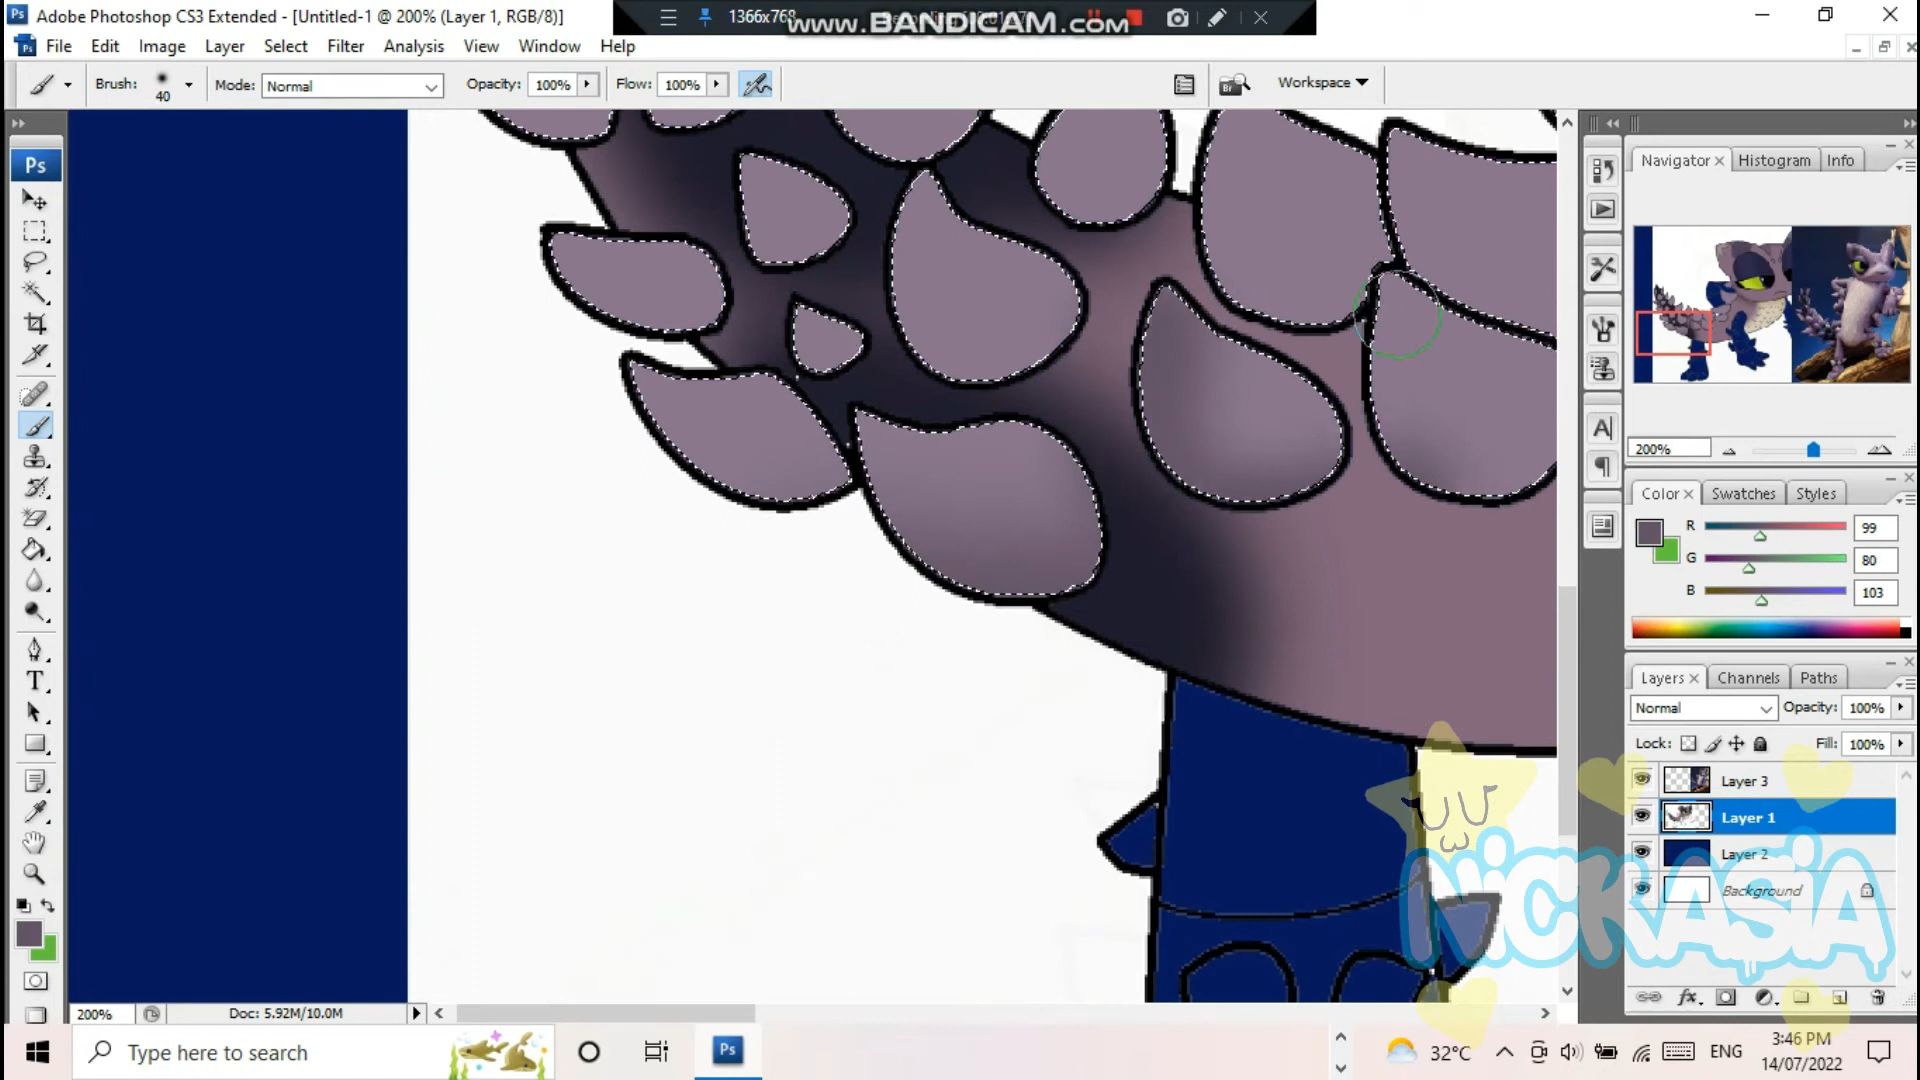 Adobe Photoshop CS3 Extended - [Untitled-1 @ 200% (Layer 1, RGB/8)]
1366x768
www.BANDICAM.com
File Edit Image Layer Select Filter Analysis View Window Help
Brush: 40 Mode: Normal Opacity: 100% Flow: 100% Workspace
Ps
Navigator Histogram Info
200%
Color Swatches Styles
R 99
G 80
B 103
Layers Channels Paths
Normal Opacity: 100%
Lock: Fill: 100%
Layer 3
Layer 1
Layer 2
Background
NickAsia
200% Doc: 5.92M/10.0M
Type here to search
Ps
32°C ENG
3:46 PM
14/07/2022